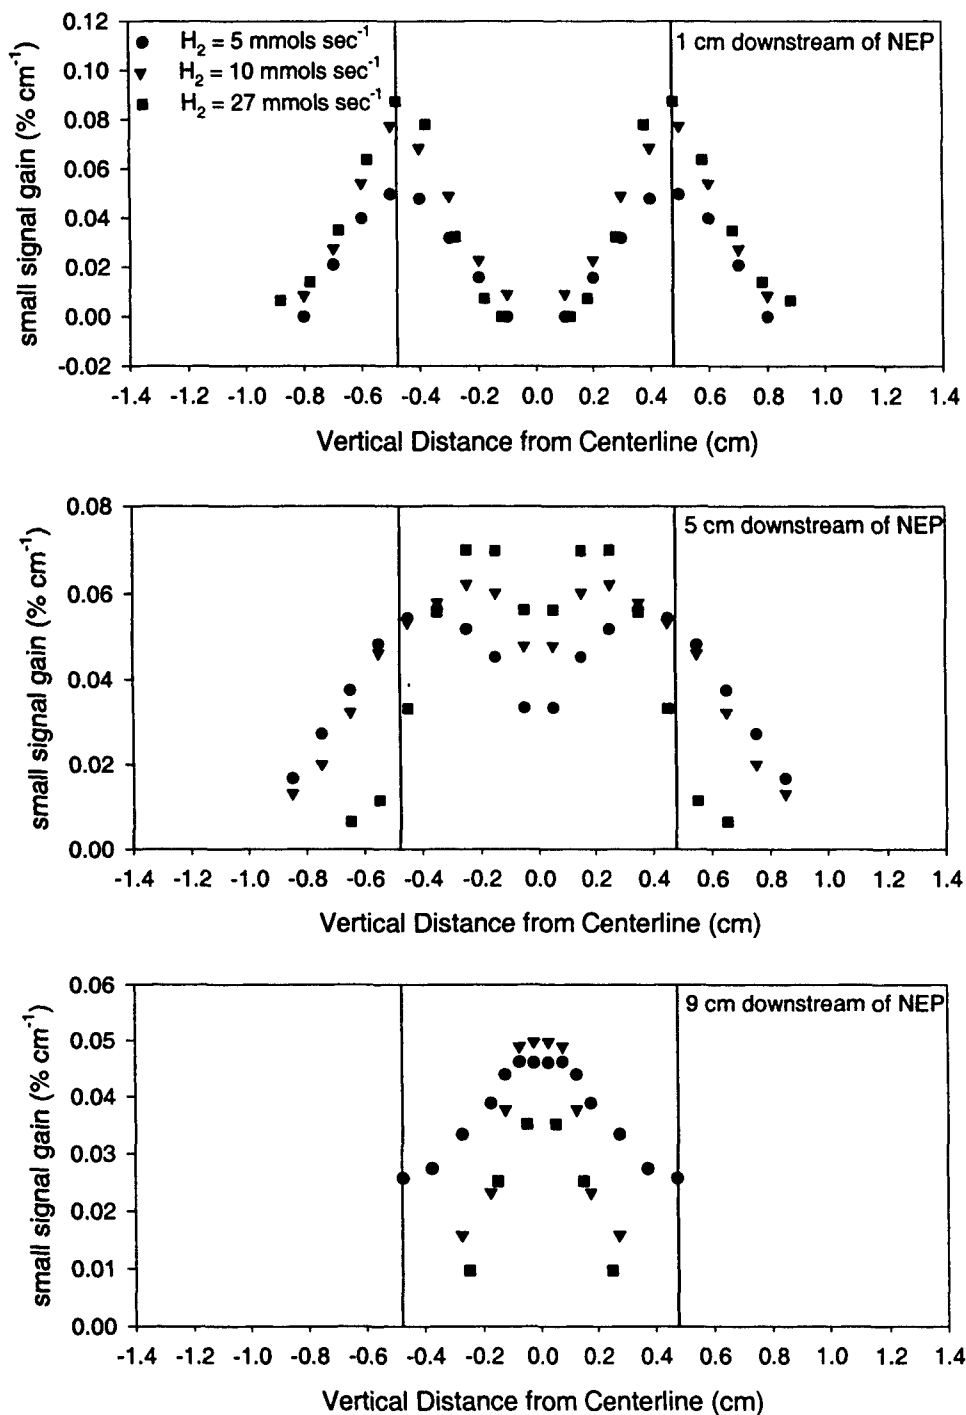 0.12
0.10
0.08
0.06
0.04
0.02
0.00
-0.02
small signal gain (% cm⁻¹)
H₂ = 5 mmols sec⁻¹
H₂ = 10 mmols sec⁻¹
H₂ = 27 mmols sec⁻¹
1 cm downstream of NEP
-1.4 -1.2 -1.0 -0.8 -0.6 -0.4 -0.2 0.0 0.2 0.4 0.6 0.8 1.0 1.2 1.4
Vertical Distance from Centerline (cm)
0.08
0.06
0.04
0.02
0.00
small signal gain (% cm⁻¹)
5 cm downstream of NEP
-1.4 -1.2 -1.0 -0.8 -0.6 -0.4 -0.2 0.0 0.2 0.4 0.6 0.8 1.0 1.2 1.4
Vertical Distance from Centerline (cm)
0.06
0.05
0.04
0.03
0.02
0.01
0.00
small signal gain (% cm⁻¹)
9 cm downstream of NEP
-1.4 -1.2 -1.0 -0.8 -0.6 -0.4 -0.2 0.0 0.2 0.4 0.6 0.8 1.0 1.2 1.4
Vertical Distance from Centerline (cm)